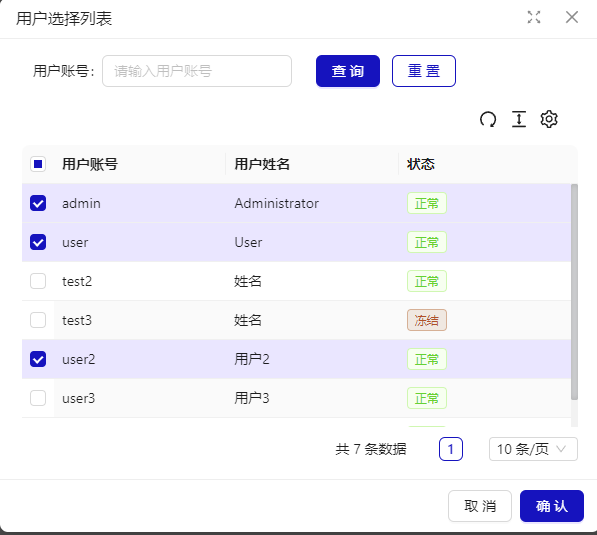 用户选择列表
用户账号: 请输入用户账号 查 询 重 置
用户账号 用户姓名 状态
admin Administrator 正常
user User 正常
test2 姓名 正常
test3 姓名 冻结
user2 用户2 正常
user3 用户3 正常
共 7 条数据 1 10 条/页
取 消 确 认